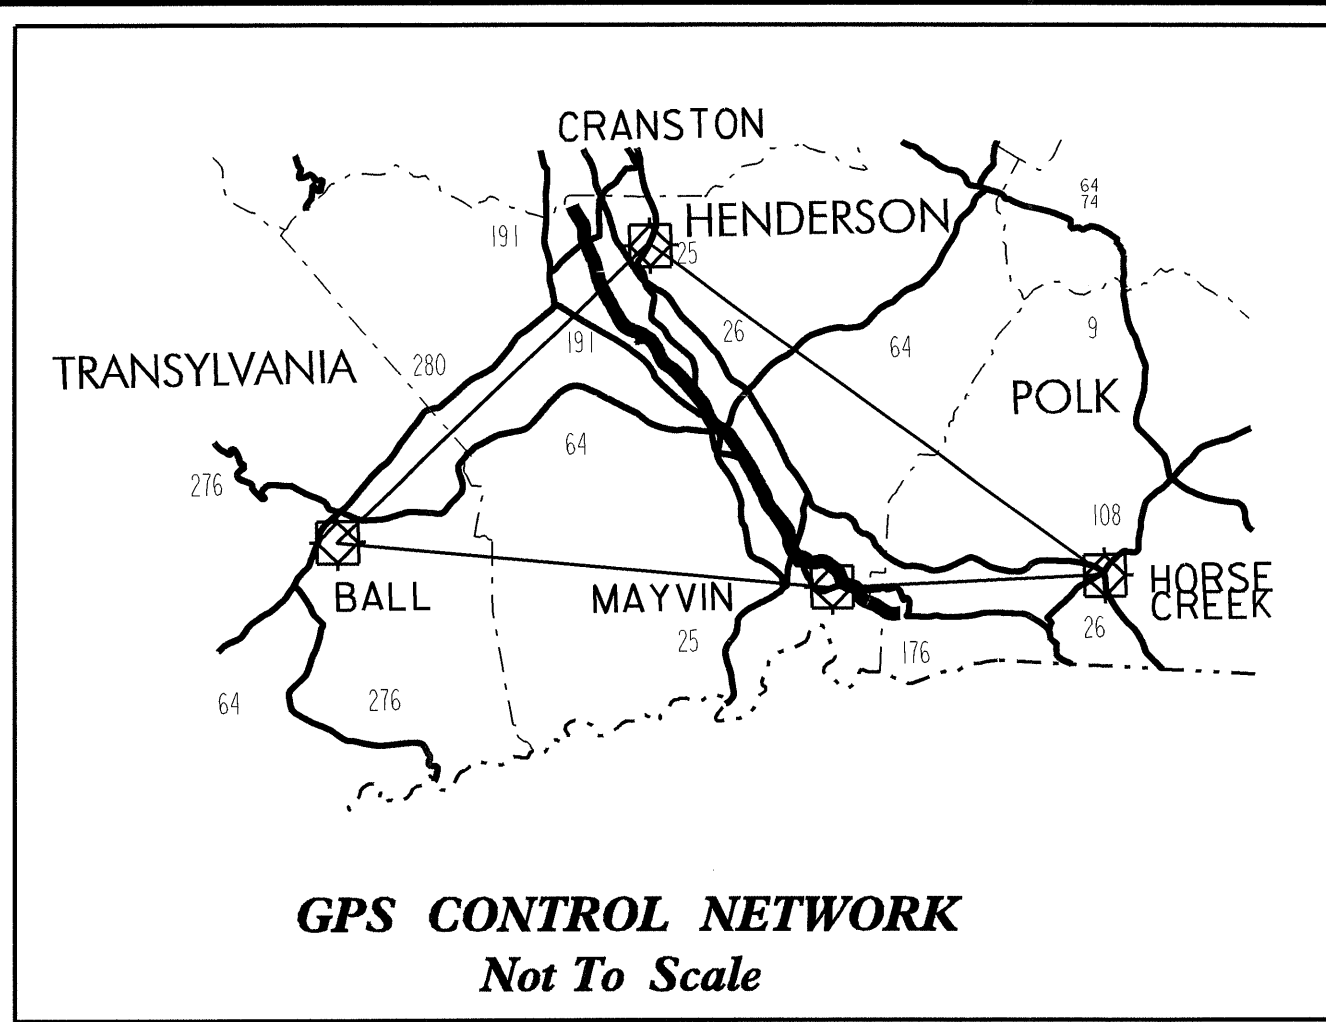 CRANSTON
64
74
HENDERSON
191
25
26
9
191
64
TRANSYLVANIA
280
POLK
64
276
108
HORSE
CREEK
BALL
MAYVIN
25
26
176
64
276
GPS CONTROL NETWORK
Not To Scale